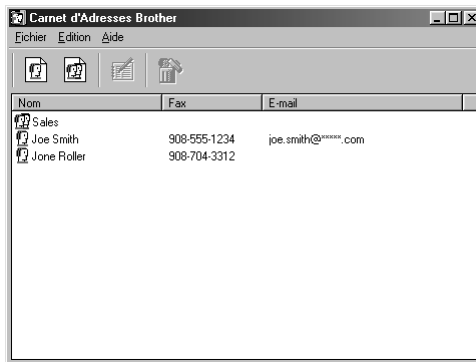 Carnet d'Adresses Brother
Fichier Edition Aide
Nom Fax E-mail
Sales
Joe Smith 908-555-1234 joe.smith@*****.com
Jone Roller 908-704-3312